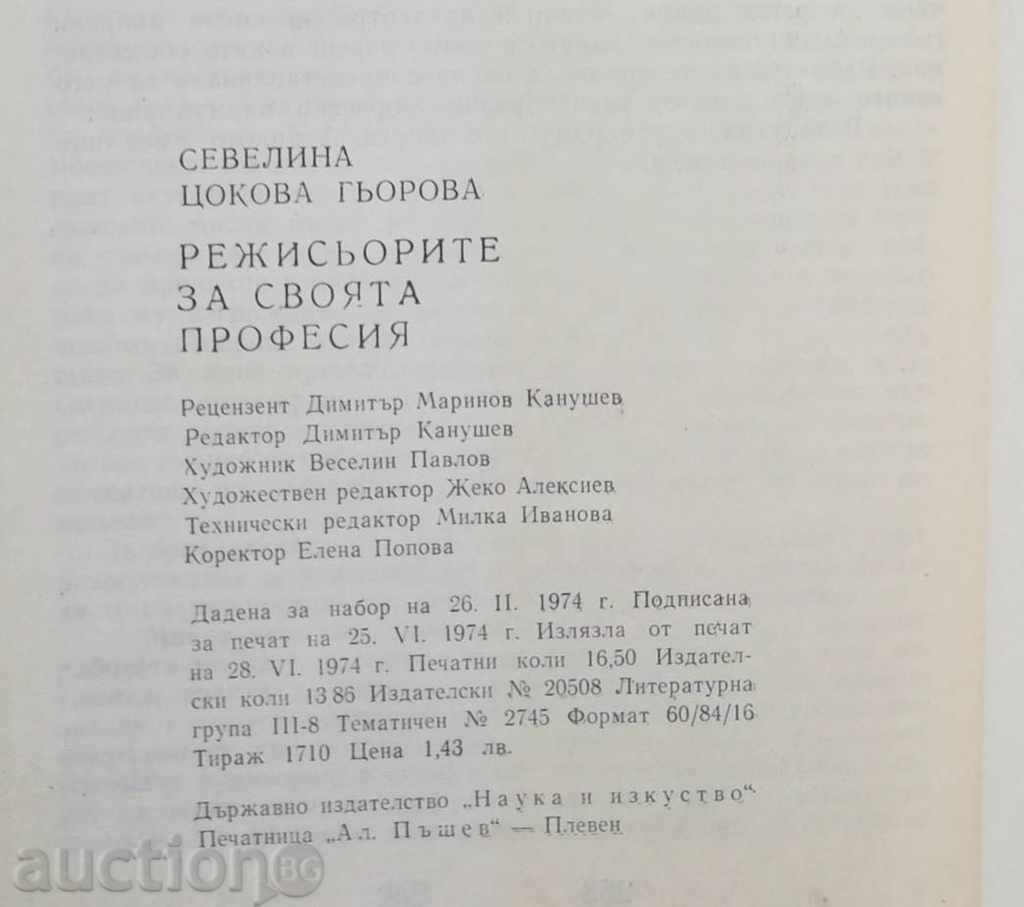 СЕВЕЛИНА
ЦОКОВА ГЬОРОВА
РЕЖИСЬОРИТЕ
ЗА СВОЯТА
ПРОФЕСИЯ
Рецензент Димитър Маринов Канушев
Редактор Димитър Канушев
Художник Веселин Павлов
Художествен редактор Жеко Алексиев
Технически редактор Милка Иванова
Коректор Елена Попова
Дадена за набор на 26. II. 1974 г. Подписана
за печат на 25. VI. 1974 г. Излязла от печат
на 28. VI. 1974 г. Печатни коли 16,50 Издател-
ски коли 13 86 Издателски № 20508 Литературна
група III-8 Тематичен № 2745 Формат 60/84/16
Тираж 1710 Цена 1,43 лв.
Държавно издателство „Наука и изкуство“
Печатница „Ал. Пъшев“ — Плевен
auction BG